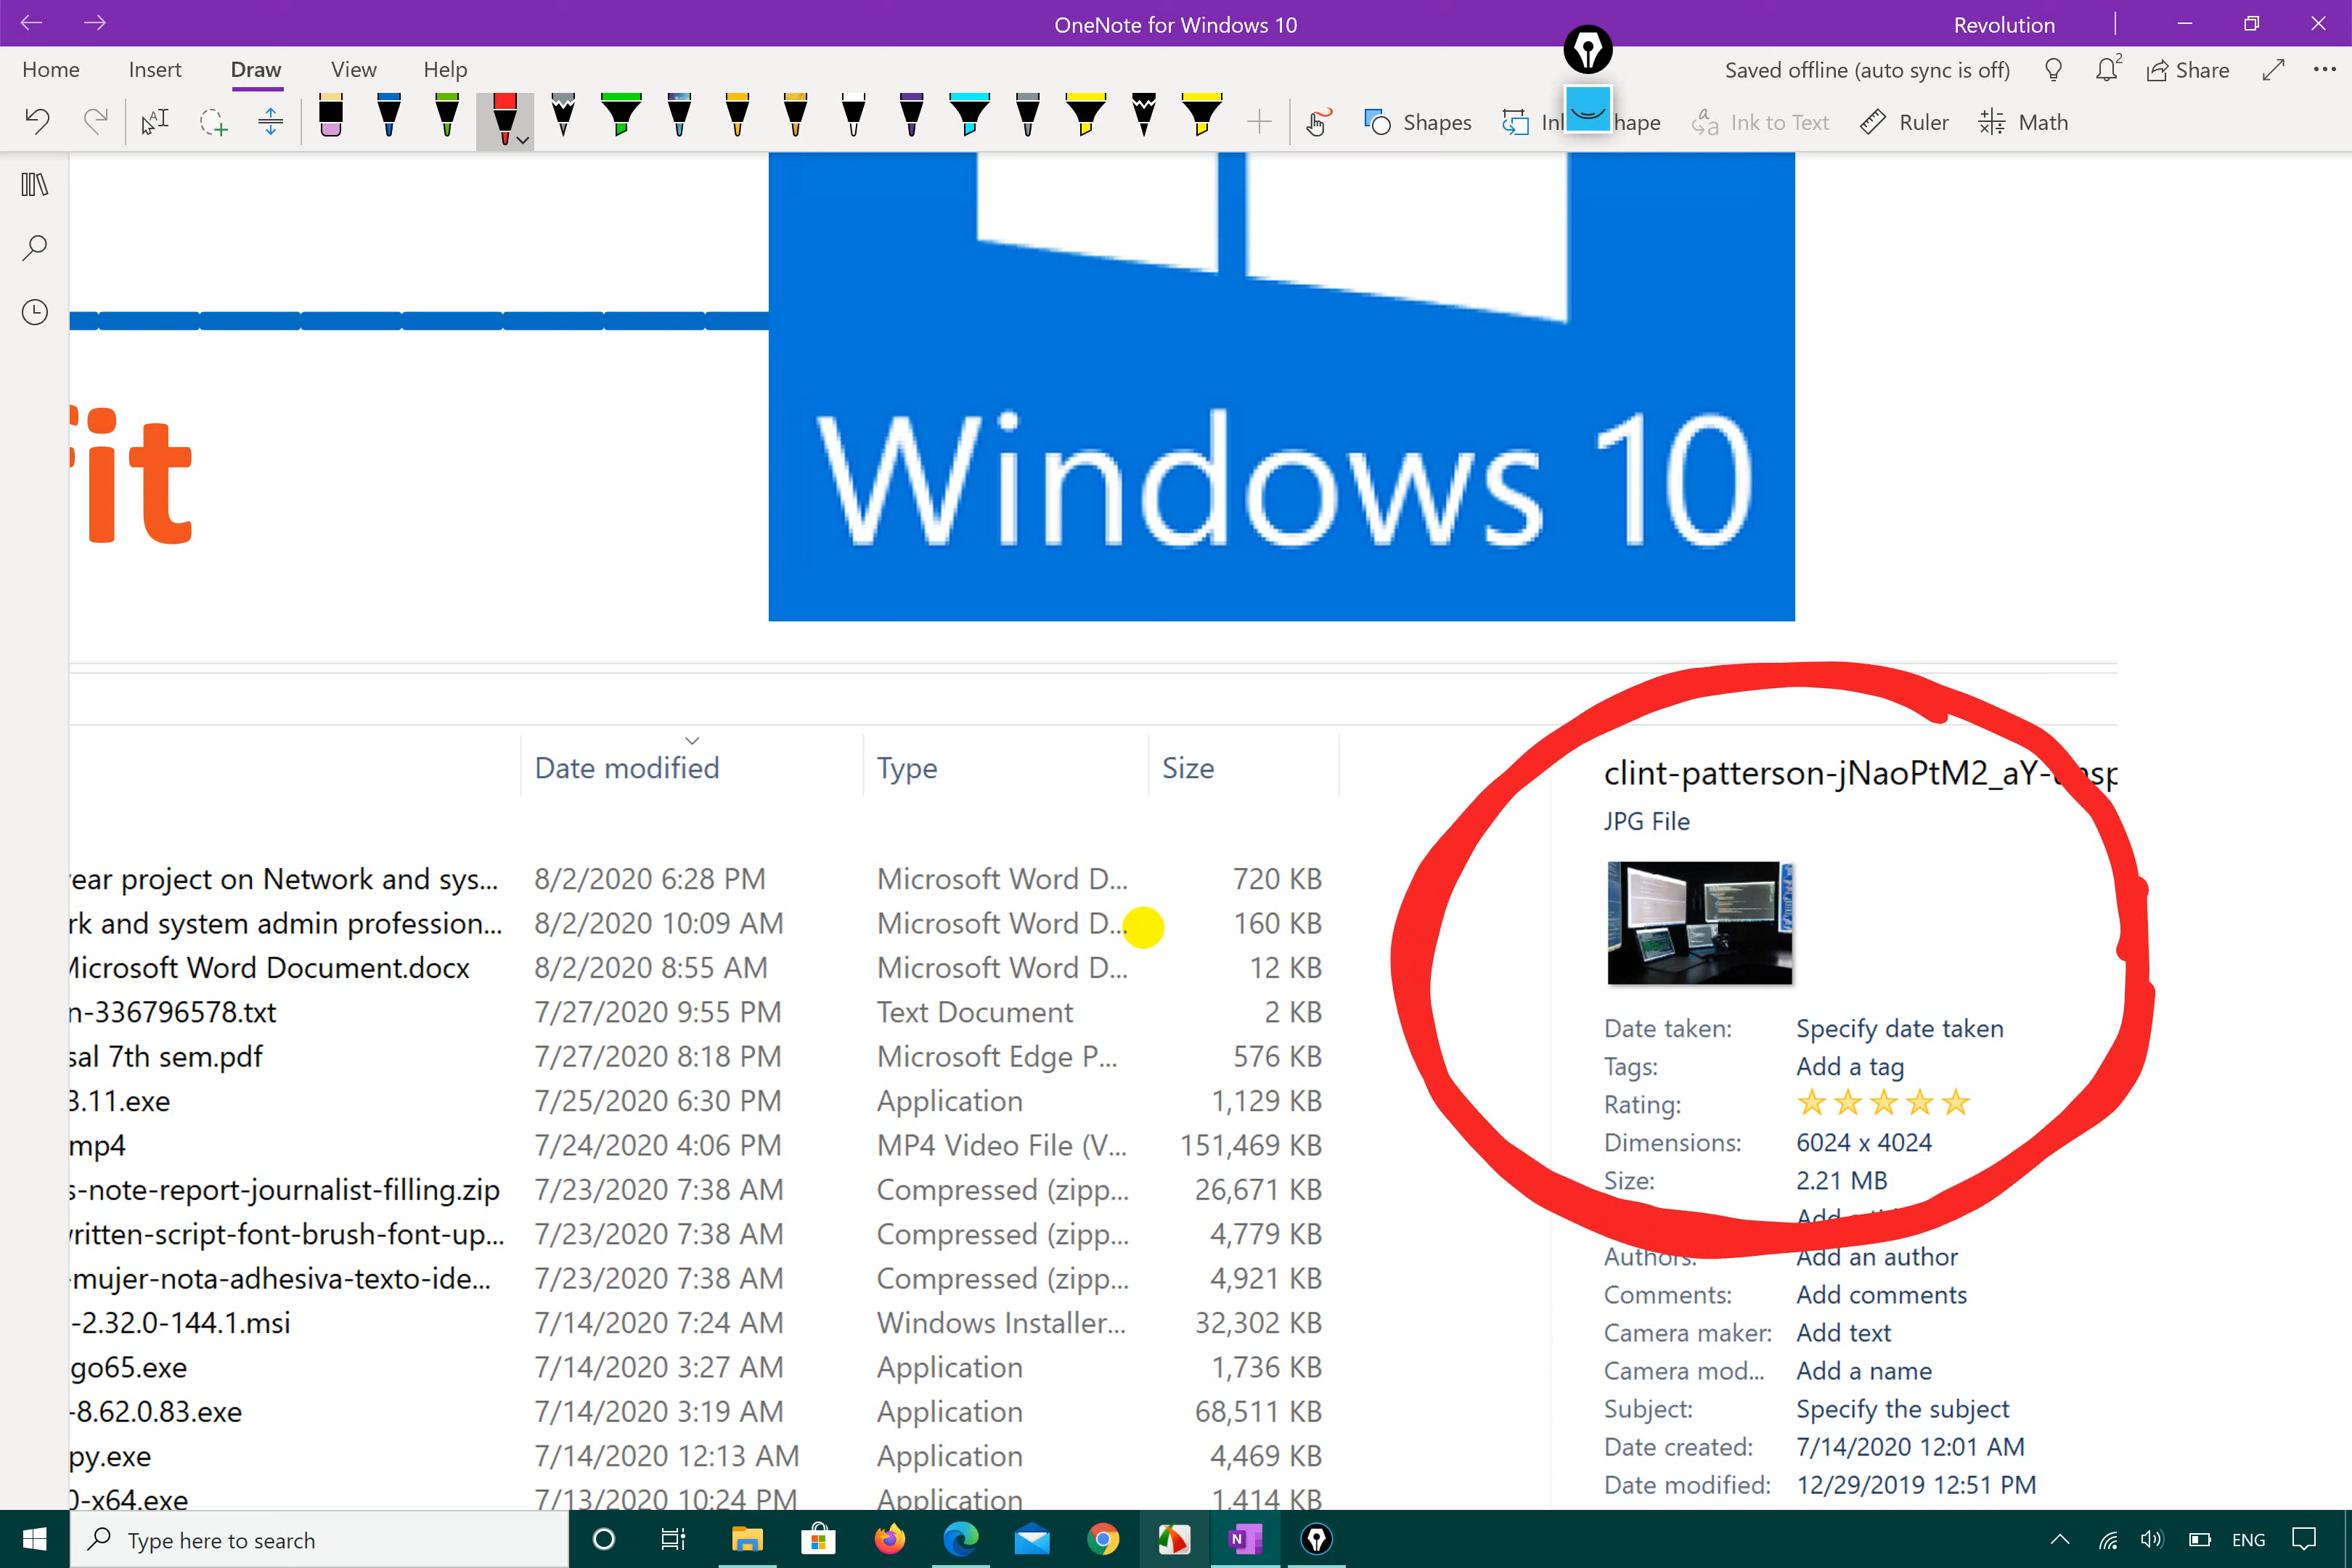 OneNote for Windows 10
Revolution
Home Insert Draw View Help
Saved offline (auto sync is off)
2
Share
Shapes
Ruler
Math
Ink to Text
Windows 10
it
Date modified Type Size
ear project on Network and sys... 8/2/2020 6:28 PM Microsoft Word D... 720 KB
rk and system admin profession... 8/2/2020 10:09 AM Microsoft Word D... 160 KB
Microsoft Word Document.docx 8/2/2020 8:55 AM Microsoft Word D... 12 KB
n-336796578.txt 7/27/2020 9:55 PM Text Document 2 KB
sal 7th sem.pdf 7/27/2020 8:18 PM Microsoft Edge P... 576 KB
3.11.exe 7/25/2020 6:30 PM Application 1,129 KB
mp4 7/24/2020 4:06 PM MP4 Video File (V... 151,469 KB
s-note-report-journalist-filling.zip 7/23/2020 7:38 AM Compressed (zipp... 26,671 KB
ritten-script-font-brush-font-up... 7/23/2020 7:38 AM Compressed (zipp... 4,779 KB
-mujer-nota-adhesiva-texto-ide... 7/23/2020 7:38 AM Compressed (zipp... 4,921 KB
-2.32.0-144.1.msi 7/14/2020 7:24 AM Windows Installer... 32,302 KB
go65.exe 7/14/2020 3:27 AM Application 1,736 KB
-8.62.0.83.exe 7/14/2020 3:19 AM Application 68,511 KB
py.exe 7/14/2020 12:13 AM Application 4,469 KB
0-x64.exe 7/13/2020 10:24 PM Application 1,414 KB
clint-patterson-jNaoPtM2_aY-unsp
JPG File
Date taken: Specify date taken
Tags: Add a tag
Rating:
Dimensions: 6024 x 4024
Size: 2.21 MB
Add
Authors: Add an author
Comments: Add comments
Camera maker: Add text
Camera mod... Add a name
Subject: Specify the subject
Date created: 7/14/2020 12:01 AM
Date modified: 12/29/2019 12:51 PM
Type here to search
ENG